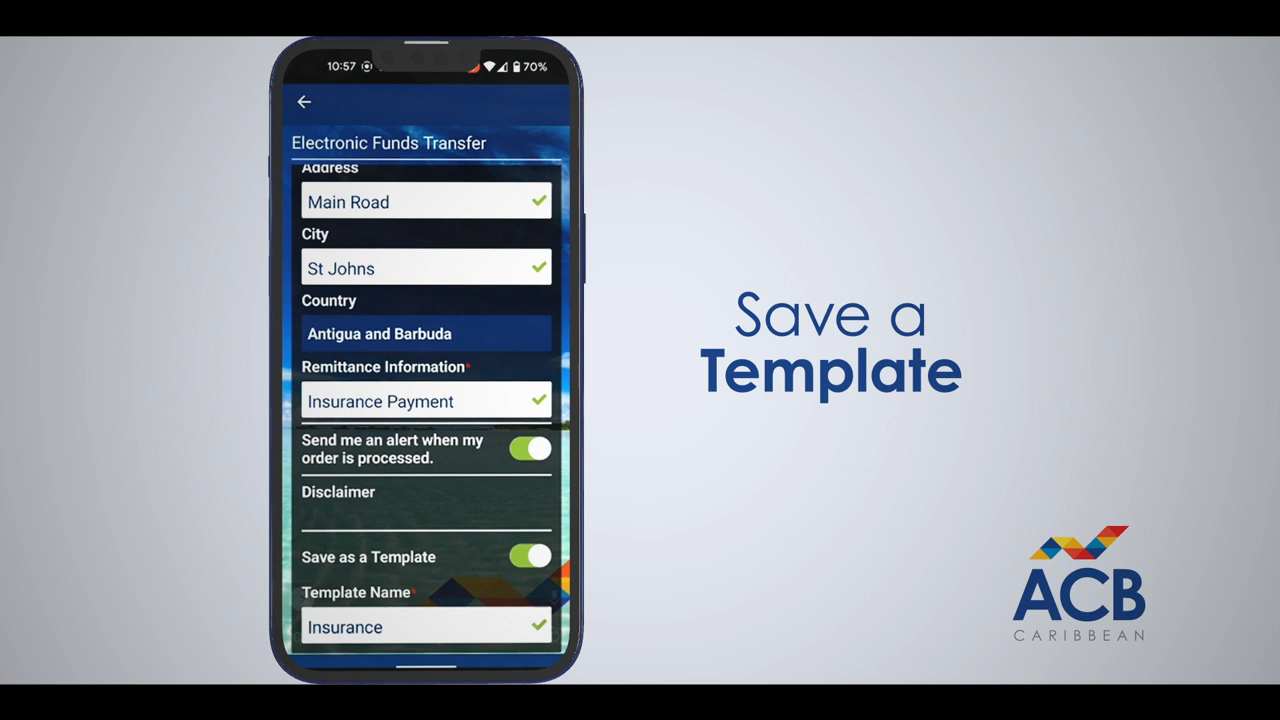 10:57
70%
Electronic Funds Transfer
Address
Main Road
City
St Johns
Country
Antigua and Barbuda
Remittance Information*
Insurance Payment
Send me an alert when my
order is processed.
Disclaimer
Save as a Template
Template Name*
Insurance
Save a
Template
ACB
CARIBBEAN